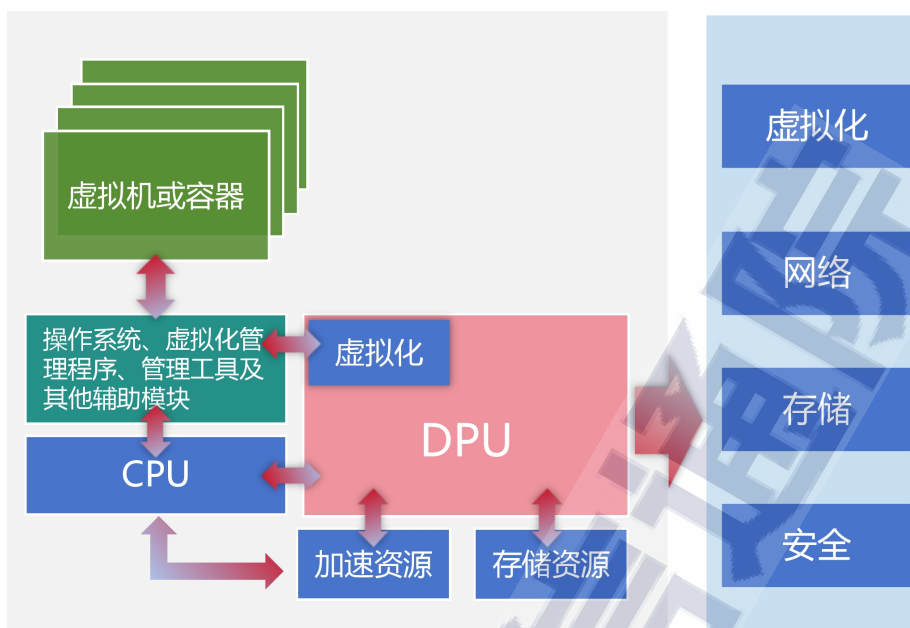 虚拟机或容器
操作系统、虚拟化管
理程序、管理工具及
其他辅助模块
虚拟化
DPU
CPU
加速资源
存储资源
虚拟化
网络
存储
安全